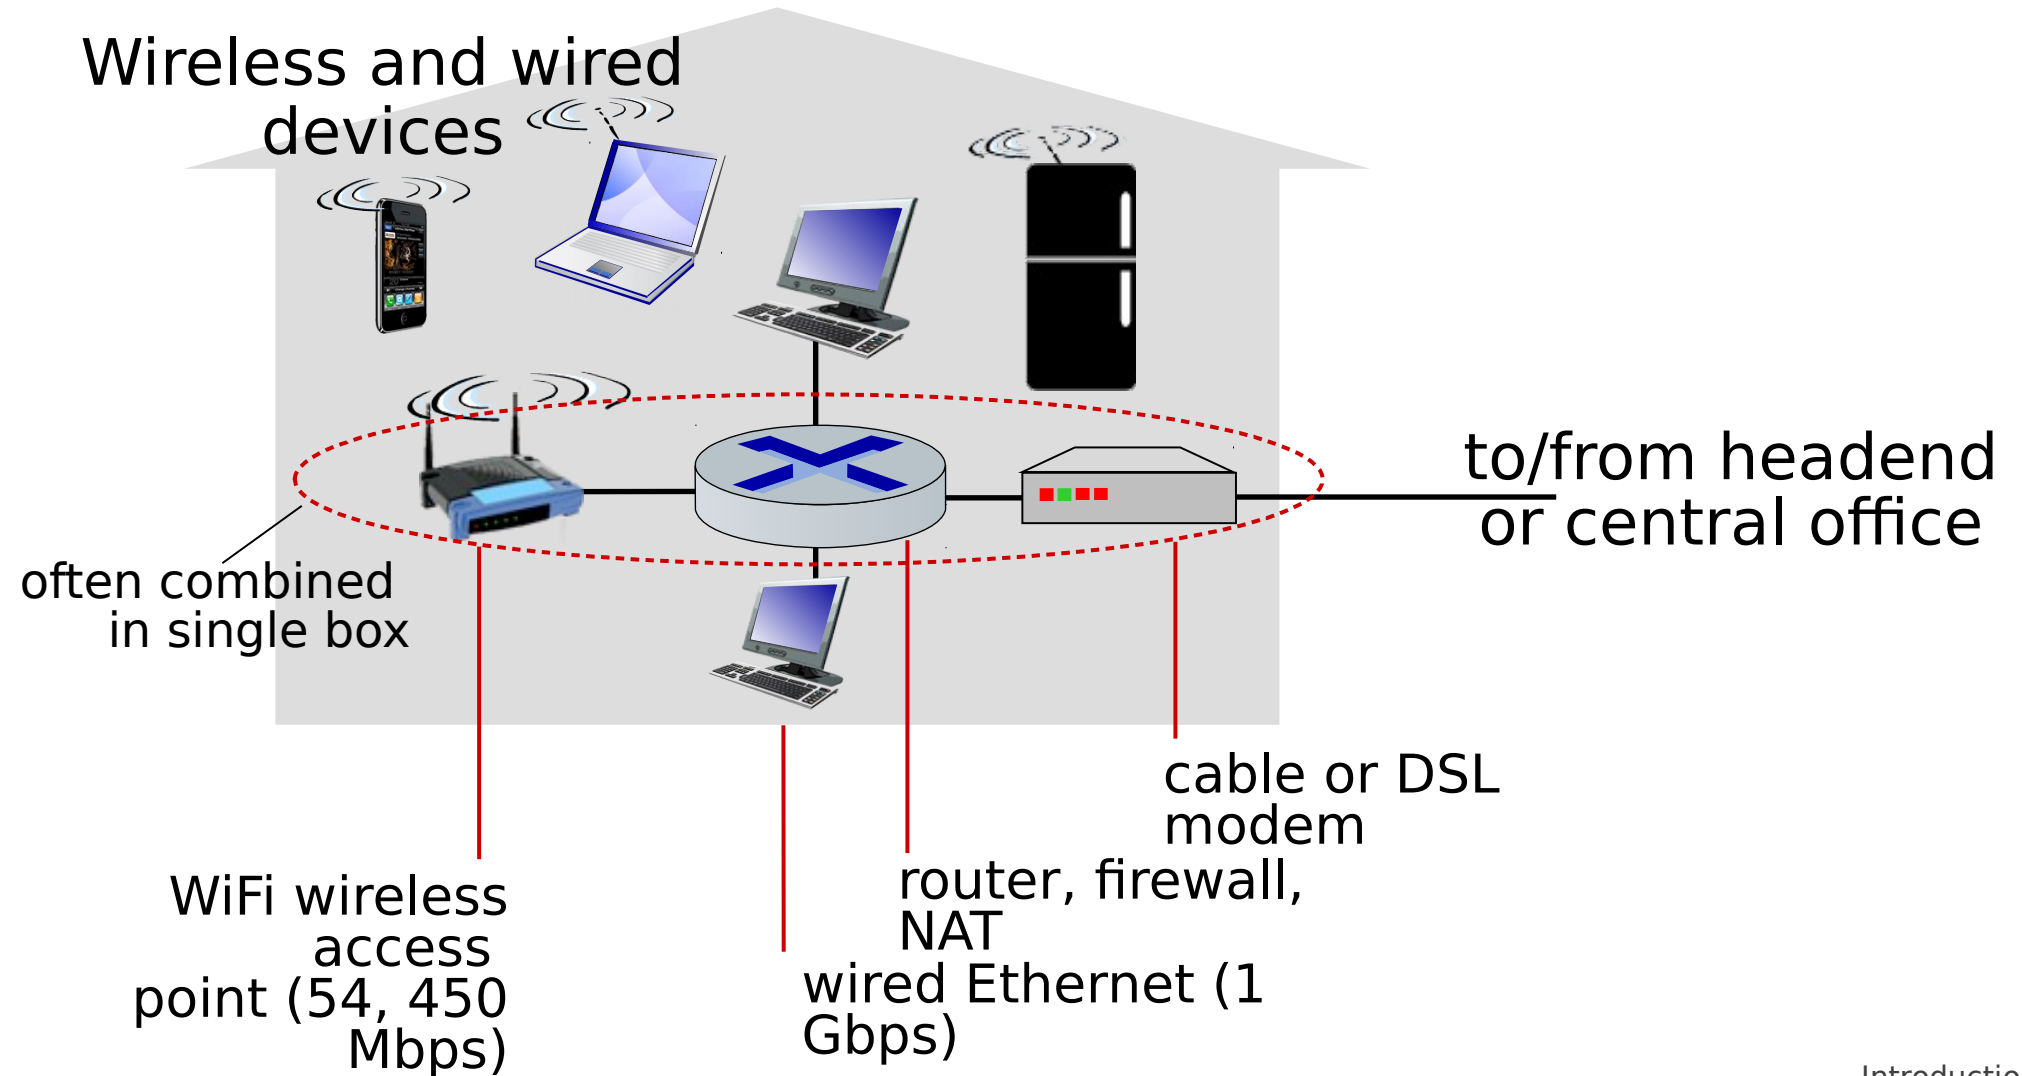 Wireless and wired
devices
to/from headend
or central office
often combined
in single box
cable or DSL
modem
router, firewall,
NAT
WiFi wireless
access
point (54, 450
Mbps)
wired Ethernet (1
Gbps)